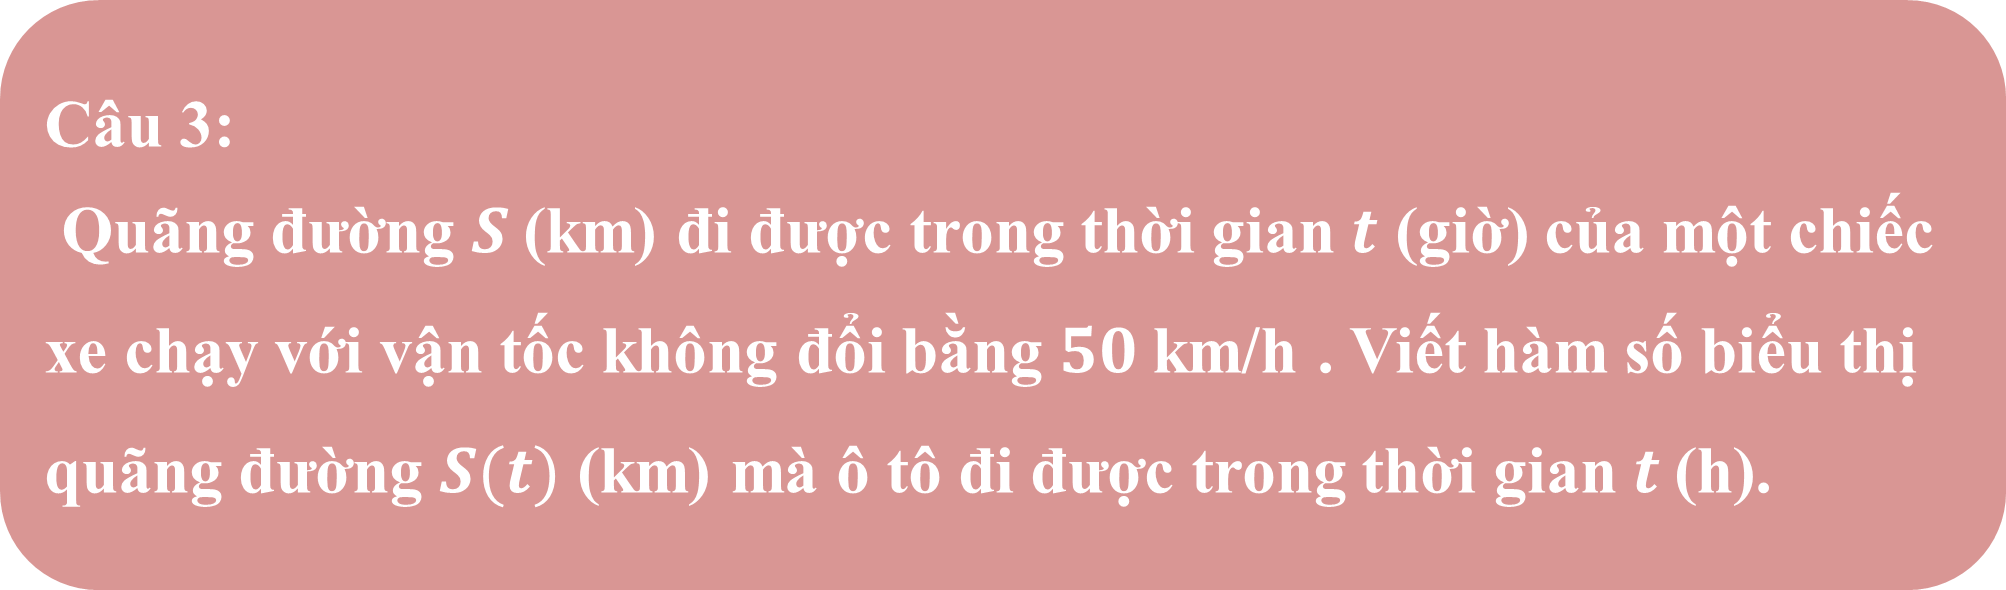 Câu 3:
Quãng đường S (km) đi được trong thời gian t (giờ) của một chiếc
xe chạy với vận tốc không đổi bằng 50 km/h . Viết hàm số biểu thị
quãng đường S(t) (km) mà ô tô đi được trong thời gian t (h).